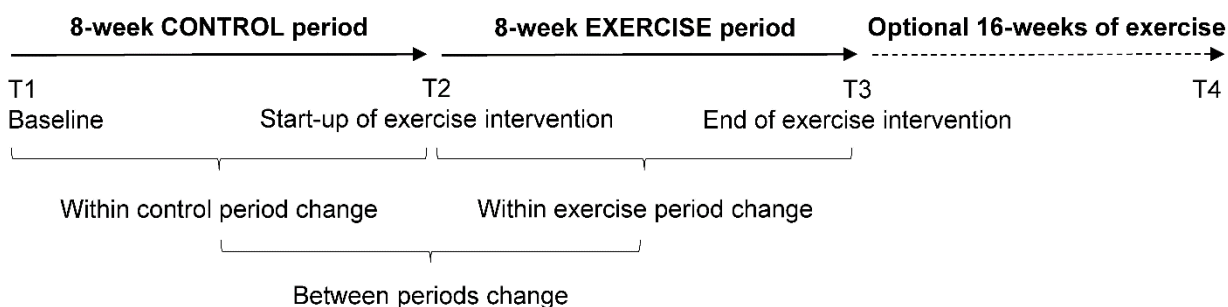 8-week CONTROL period 8-week EXERCISE period Optional 16-weeks of exercise
T1 T2 T3 T4
Baseline Start-up of exercise intervention End of exercise intervention
Within control period change Within exercise period change
Between periods change